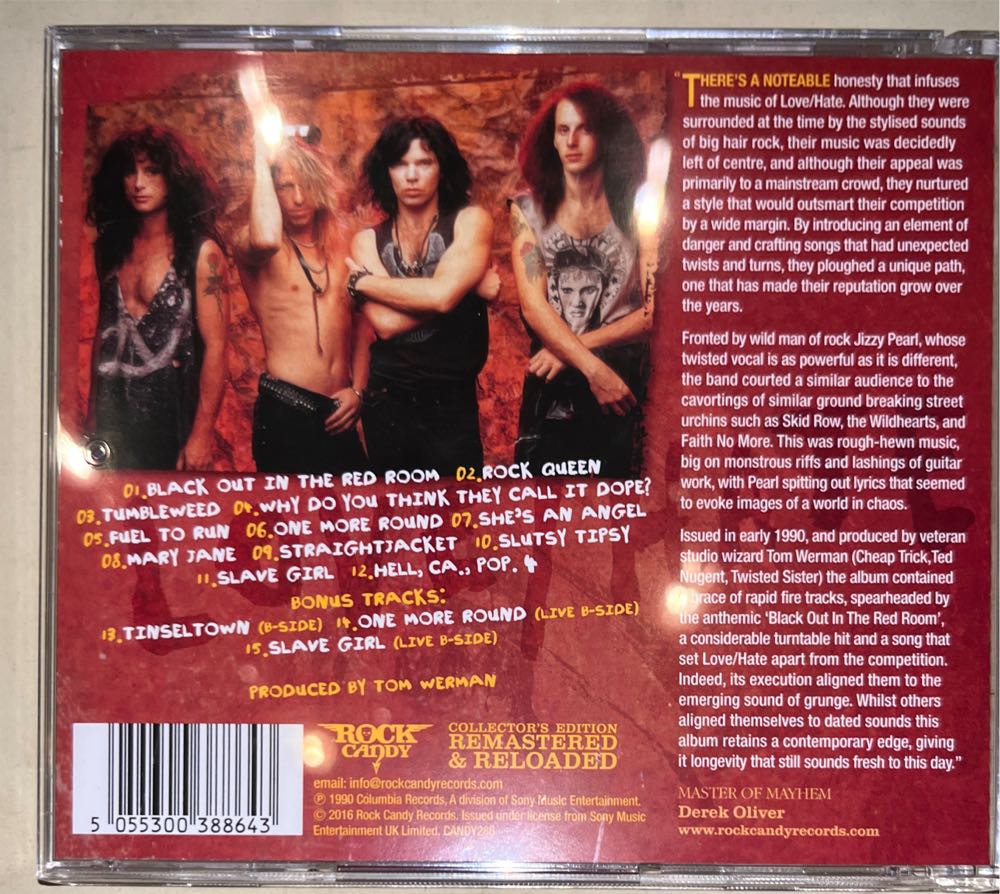 01.BLACK OUT IN THE RED ROOM 02.ROCK QUEEN
03.TUMBLEWEED 04.WHY DO YOU THINK THEY CALL IT DOPE?
05.FUEL TO RUN 06.ONE MORE ROUND 07.SHE'S AN ANGEL
08.MARY JANE 09.STRAIGHTJACKET 10.SLUTSY TIPSY
11.SLAVE GIRL 12.HELL, CA., POP. 4
BONUS TRACKS:
13.TINSELTOWN (B-SIDE) 14.ONE MORE ROUND (LIVE B-SIDE)
15.SLAVE GIRL (LIVE B-SIDE)
PRODUCED BY TOM WERMAN
5 055300 388643
ROCK
CANDY
COLLECTOR'S EDITION
REMASTERED
& RELOADED
email: info@rockcandyrecords.com
℗ 1990 Columbia Records, A division of Sony Music Entertainment.
© 2016 Rock Candy Records. Issued under license from Sony Music
Entertainment UK Limited.
"THERE'S A NOTEABLE honesty that infuses
the music of Love/Hate. Although they were
surrounded at the time by the stylised sounds
of big hair rock, their music was decidedly
left of centre, and although their appeal was
primarily to a mainstream crowd, they nurtured
a style that would outsmart their competition
by a wide margin. By introducing an element of
danger and crafting songs that had unexpected
twists and turns, they ploughed a unique path,
one that has made their reputation grow over
the years.
Fronted by wild man of rock Jizzy Pearl, whose
twisted vocal is as powerful as it is different,
the band courted a similar audience to the
cavortings of similar ground breaking street
urchins such as Skid Row, the Wildhearts, and
Faith No More. This was rough-hewn music,
big on monstrous riffs and lashings of guitar
work, with Pearl spitting out lyrics that seemed
to evoke images of a world in chaos.
Issued in early 1990, and produced by veteran
studio wizard Tom Werman (Cheap Trick,Ted
Nugent, Twisted Sister) the album contained
brace of rapid fire tracks, spearheaded by
the anthemic 'Black Out In The Red Room',
a considerable turntable hit and a song that
set Love/Hate apart from the competition.
Indeed, its execution aligned them to the
emerging sound of grunge. Whilst others
aligned themselves to dated sounds this
album retains a contemporary edge, giving
it longevity that still sounds fresh to this day."
MASTER OF MAYHEM
Derek Oliver
www.rockcandyrecords.com